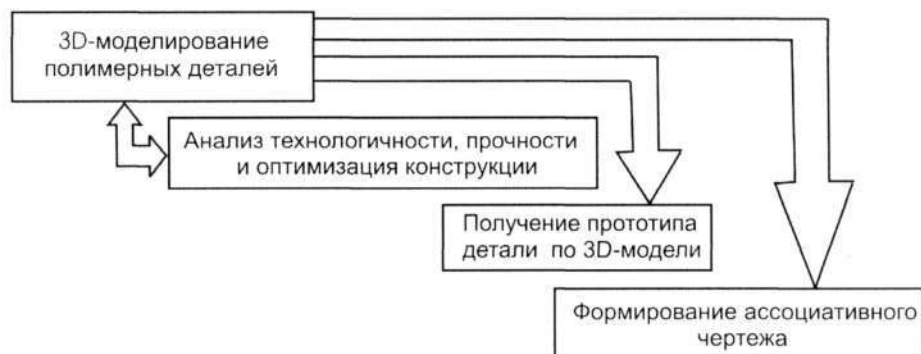 3D-моделирование
полимерных деталей
Анализ технологичности, прочности
и оптимизация конструкции
Получение прототипа
детали по 3D-модели
Формирование ассоциативного
чертежа